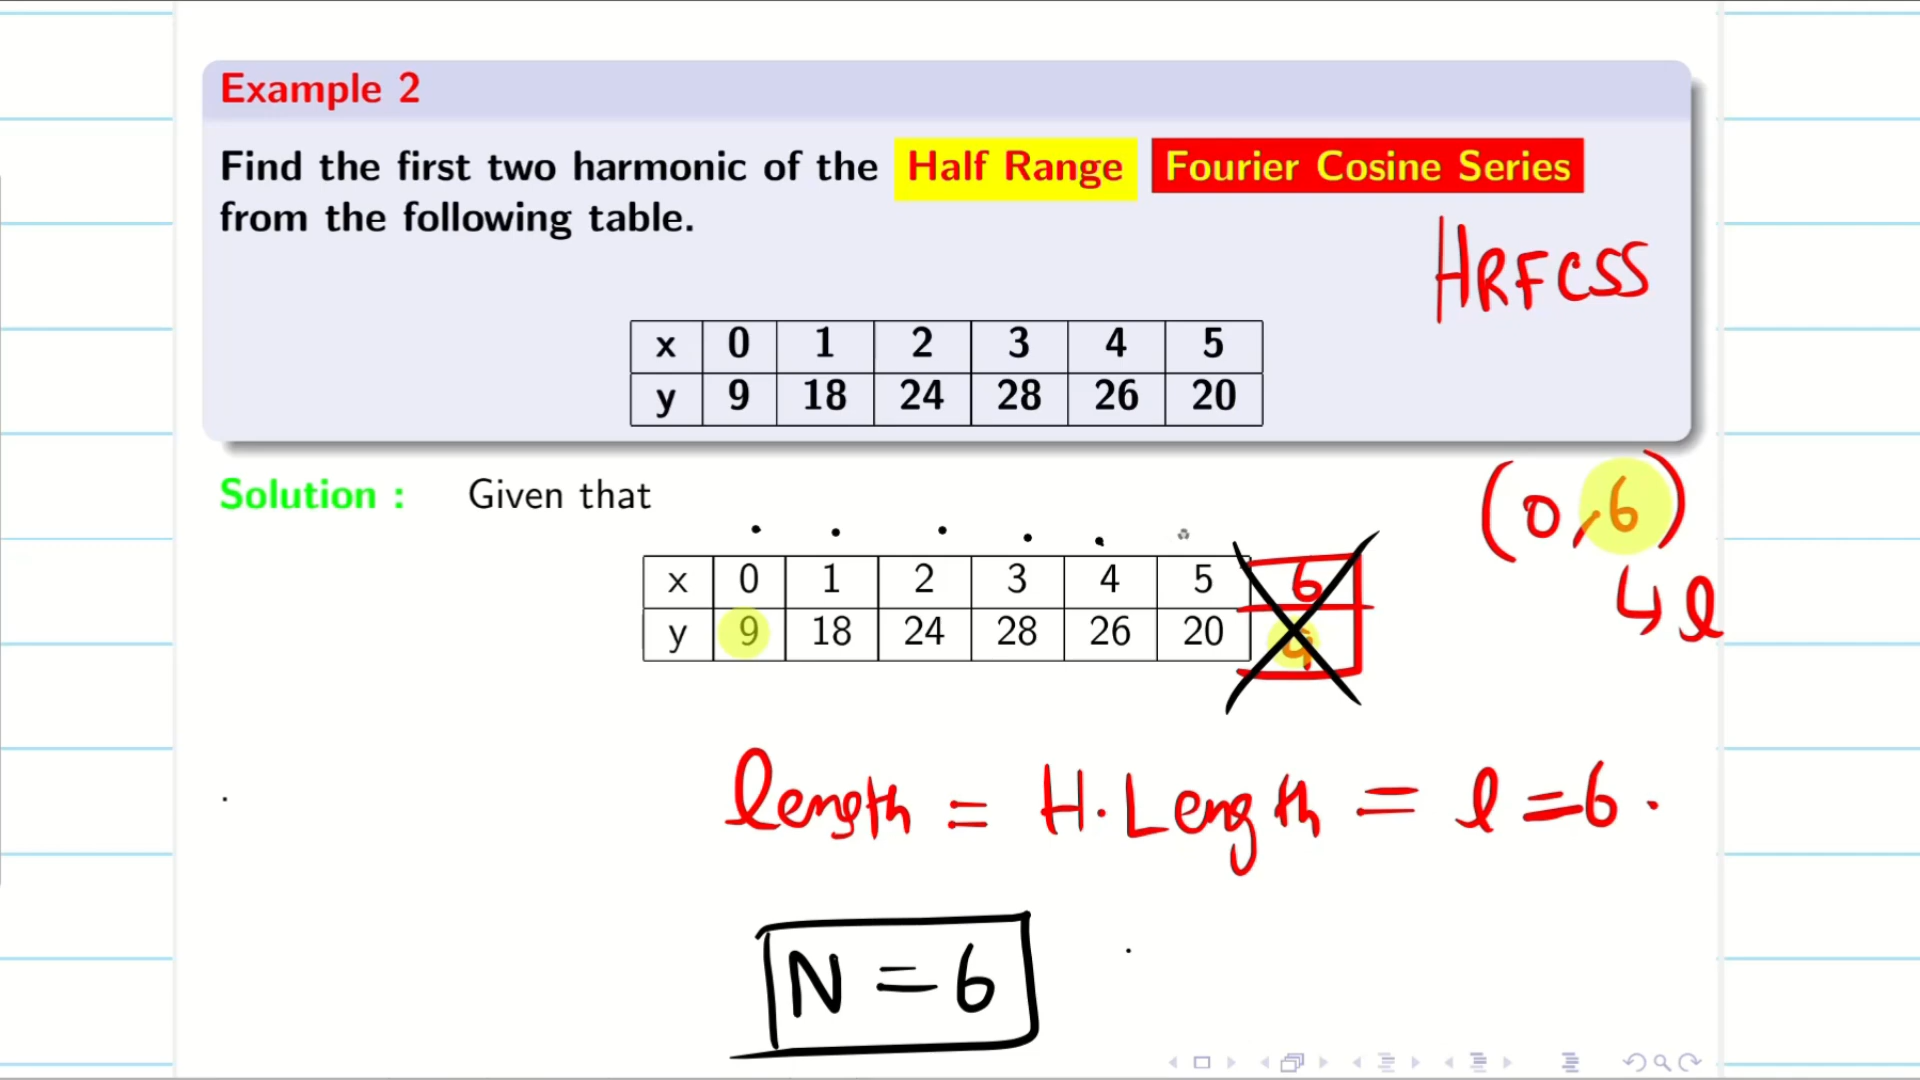 Example 2
Find the first two harmonic of the Half Range Fourier Cosine Series
from the following table.
HRFCSS
x 0 1 2 3 4 5
y 9 18 24 28 26 20
Solution : Given that
(0,6)
↳ l
x 0 1 2 3 4 5 6
y 9 18 24 28 26 20 9
length = H.Length = l = 6.
N = 6